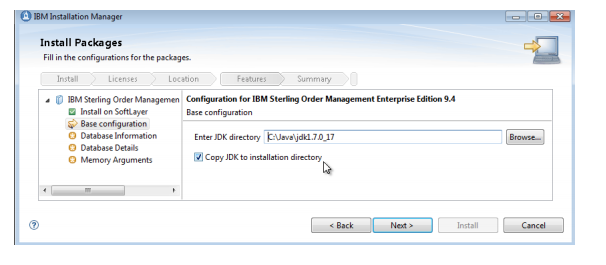 IBM Installation Manager
Install Packages
Fill in the configurations for the packages.
Install Licenses Location Features Summary
IBM Sterling Order Managemen
Install on SoftLayer
Base configuration
Database Information
Database Details
Memory Arguments
Configuration for IBM Sterling Order Management Enterprise Edition 9.4
Base configuration
Enter JDK directory C:\Java\jdk1.7.0_17 Browse...
Copy JDK to installation directory
< Back Next > Install Cancel